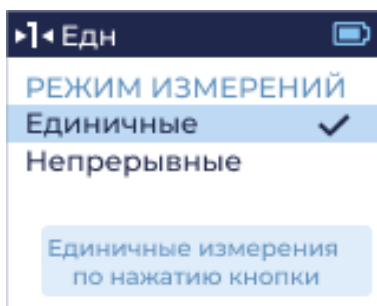 Едн
РЕЖИМ ИЗМЕРЕНИЙ
Единичные
Непрерывные
Единичные измерения
по нажатию кнопки